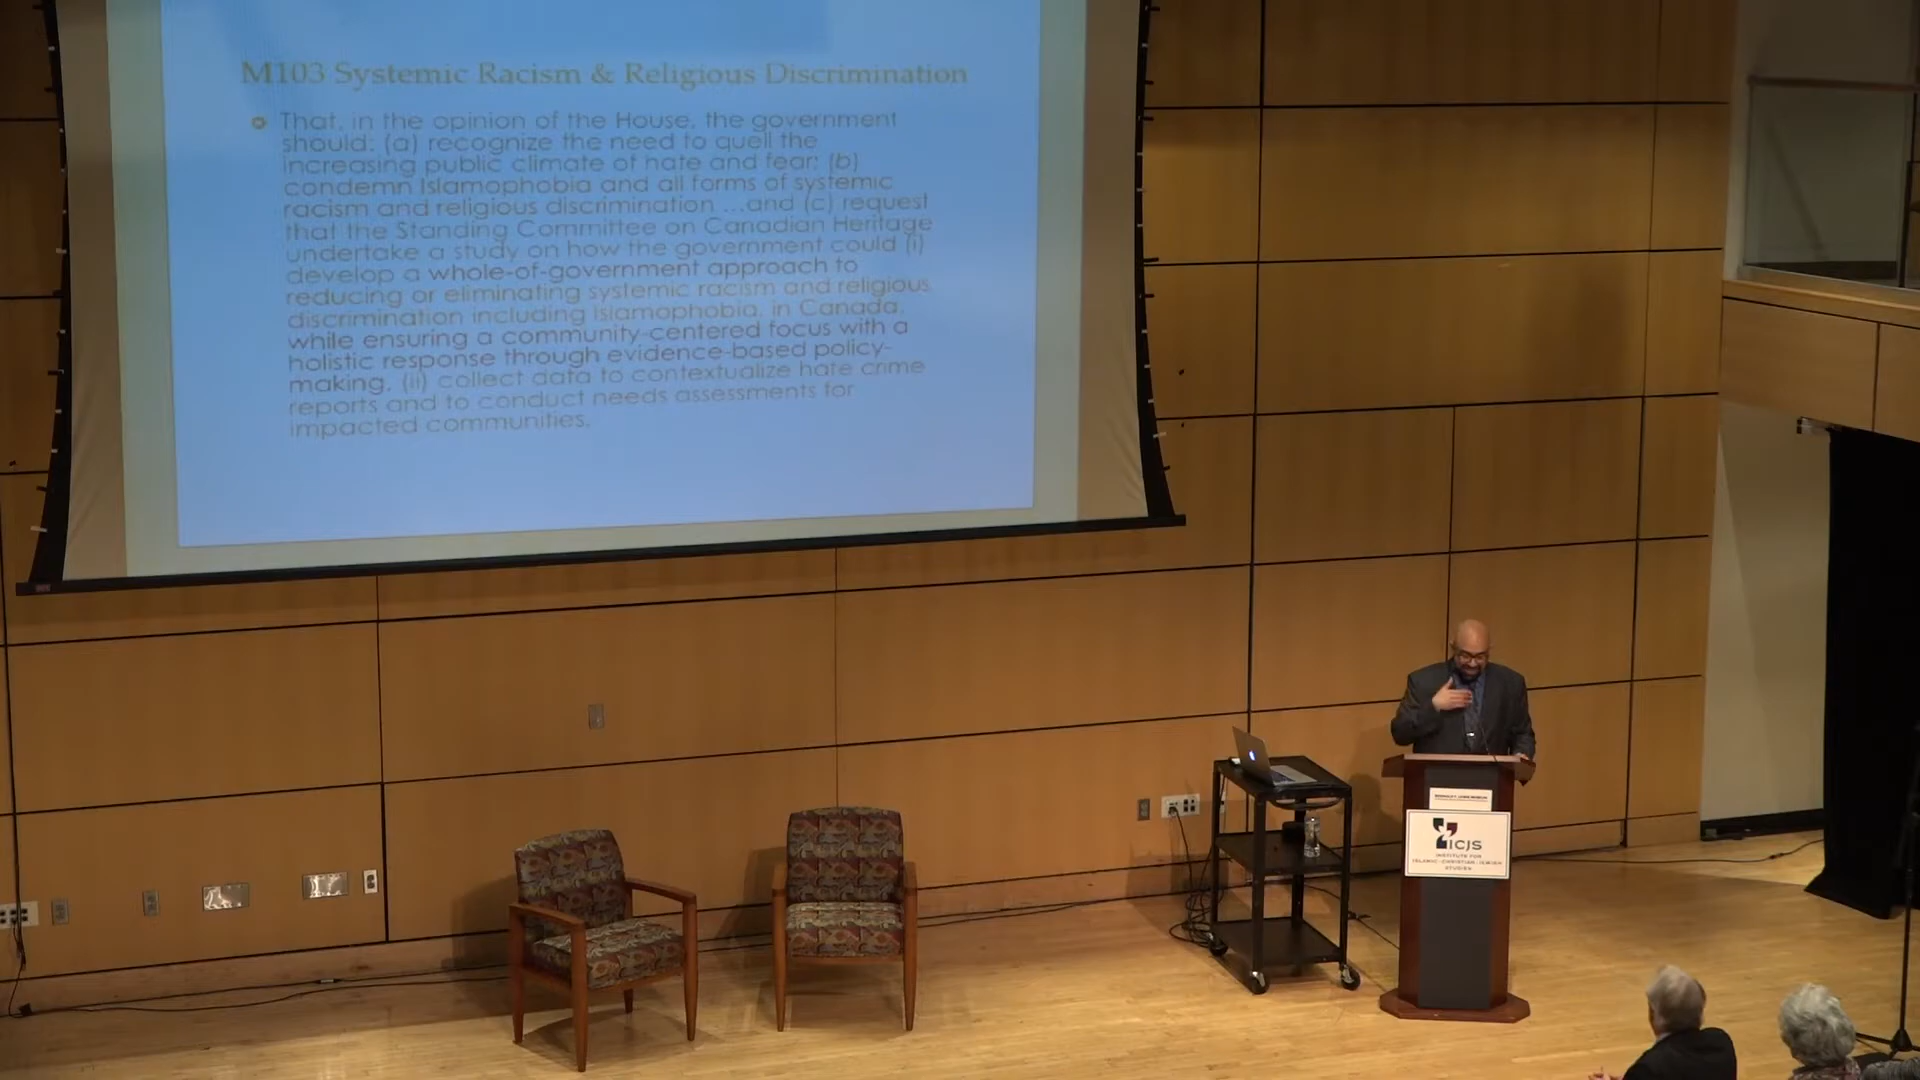 M103 Systemic Racism & Religious Discrimination
That, in the opinion of the House, the government
should: (a) recognize the need to quell the
increasing public climate of hate and fear; (b)
condemn Islamophobia and all forms of systemic
racism and religious discrimination ...and (c) request
that the Standing Committee on Canadian Heritage
undertake a study on how the government could (i)
develop a whole-of-government approach to
reducing or eliminating systemic racism and religious
discrimination including Islamophobia, in Canada,
while ensuring a community-centered focus with a
holistic response through evidence-based policy-
making, (ii) collect data to contextualize hate crime
reports and to conduct needs assessments for
impacted communities.
ICJS
INSTITUTE FOR
ISLAMIC·CHRISTIAN·JEWISH
STUDIES